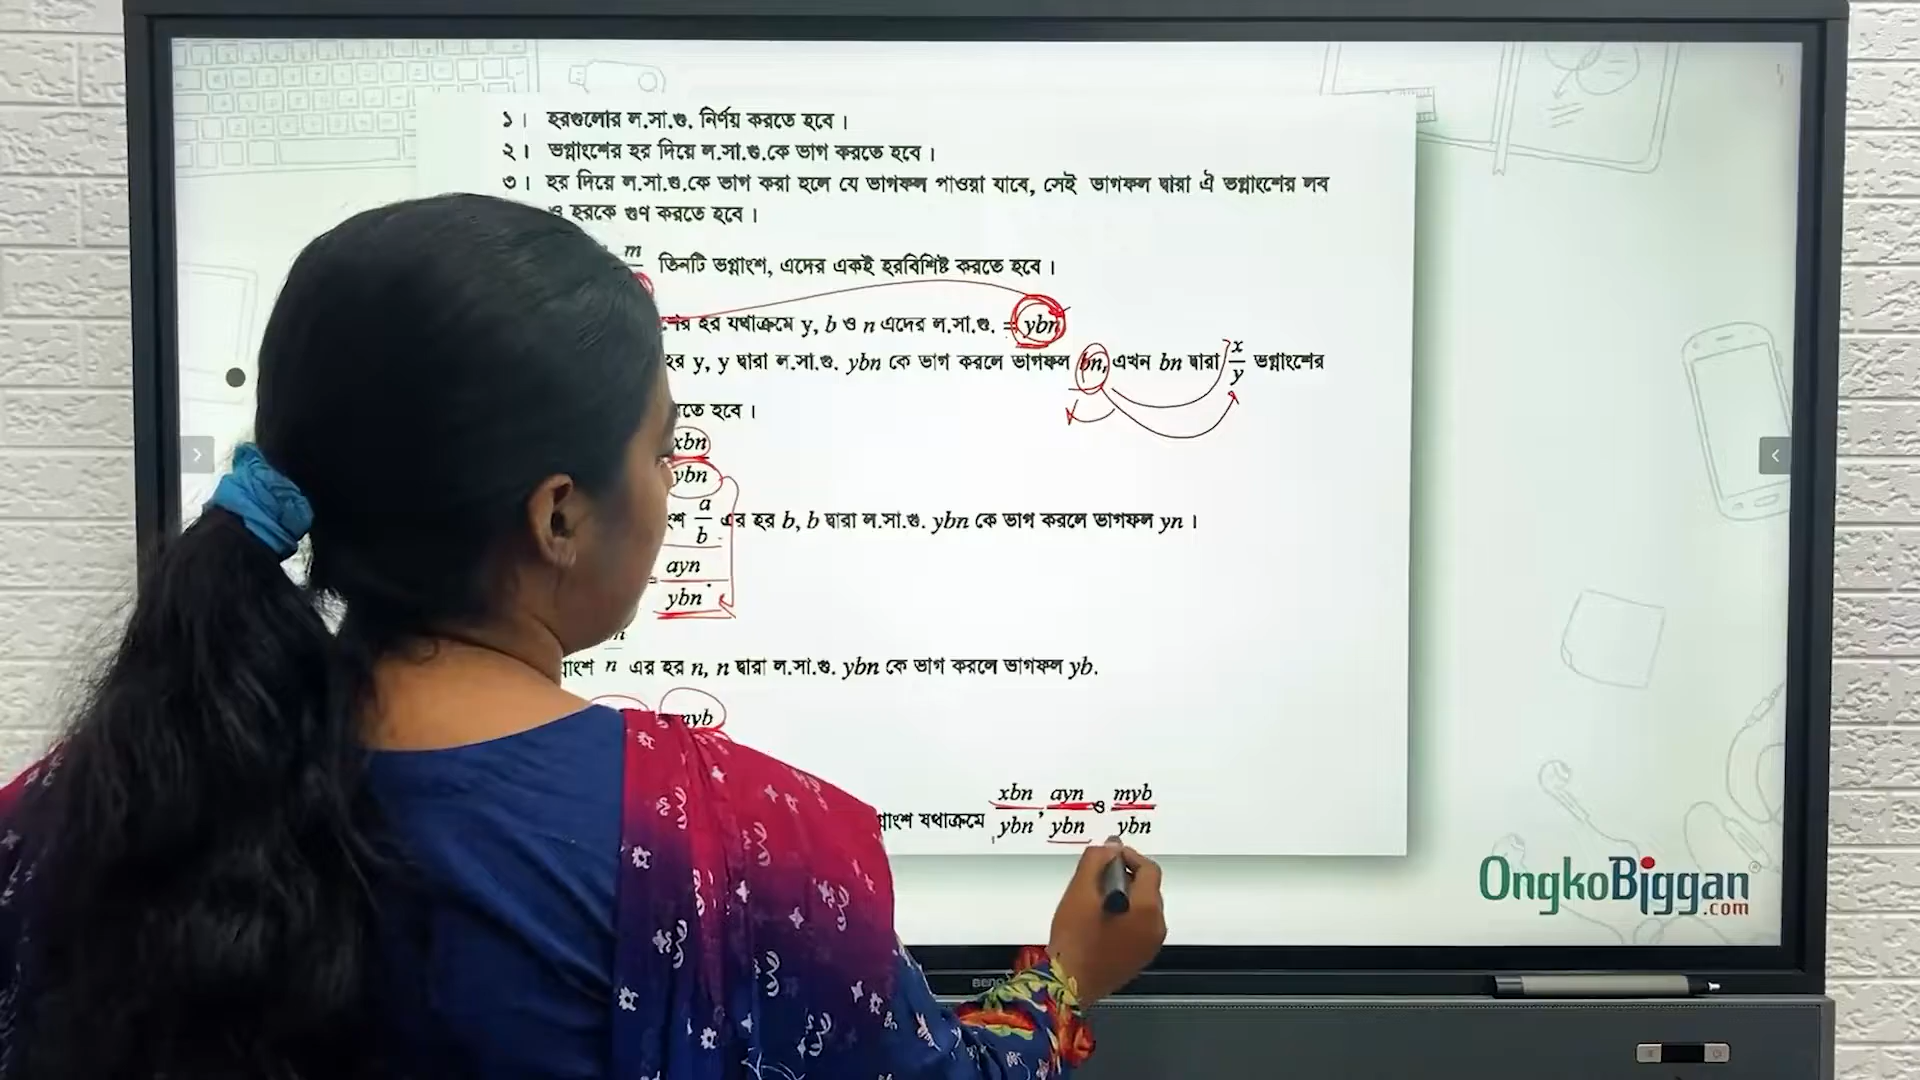 ১। হরগুলোর ল.সা.গু. নির্ণয় করতে হবে।
২। ভগ্নাংশের হর দিয়ে ল.সা.গু.কে ভাগ করতে হবে।
৩। হর দিয়ে ল.সা.গু.কে ভাগ করা হলে যে ভাগফল পাওয়া যাবে, সেই ভাগফল দ্বারা ঐ ভগ্নাংশের লব
ও হরকে গুণ করতে হবে।
m তিনটি ভগ্নাংশ, এদের একই হরবিশিষ্ট করতে হবে।
হর যথাক্রমে y, b ও n এদের ল.সা.গু. = ybn
হর y, y দ্বারা ল.সা.গু. ybn কে ভাগ করলে ভাগফল bn, এখন bn দ্বারা x/y ভগ্নাংশের
হবে।
xbn
ybn
a/b এর হর b, b দ্বারা ল.সা.গু. ybn কে ভাগ করলে ভাগফল yn।
= ayn
ybn
n এর হর n, n দ্বারা ল.সা.গু. ybn কে ভাগ করলে ভাগফল yb.
myb
যথাক্রমে xbn/ybn, ayn/ybn ও myb/ybn
OngkoBiggan
.com